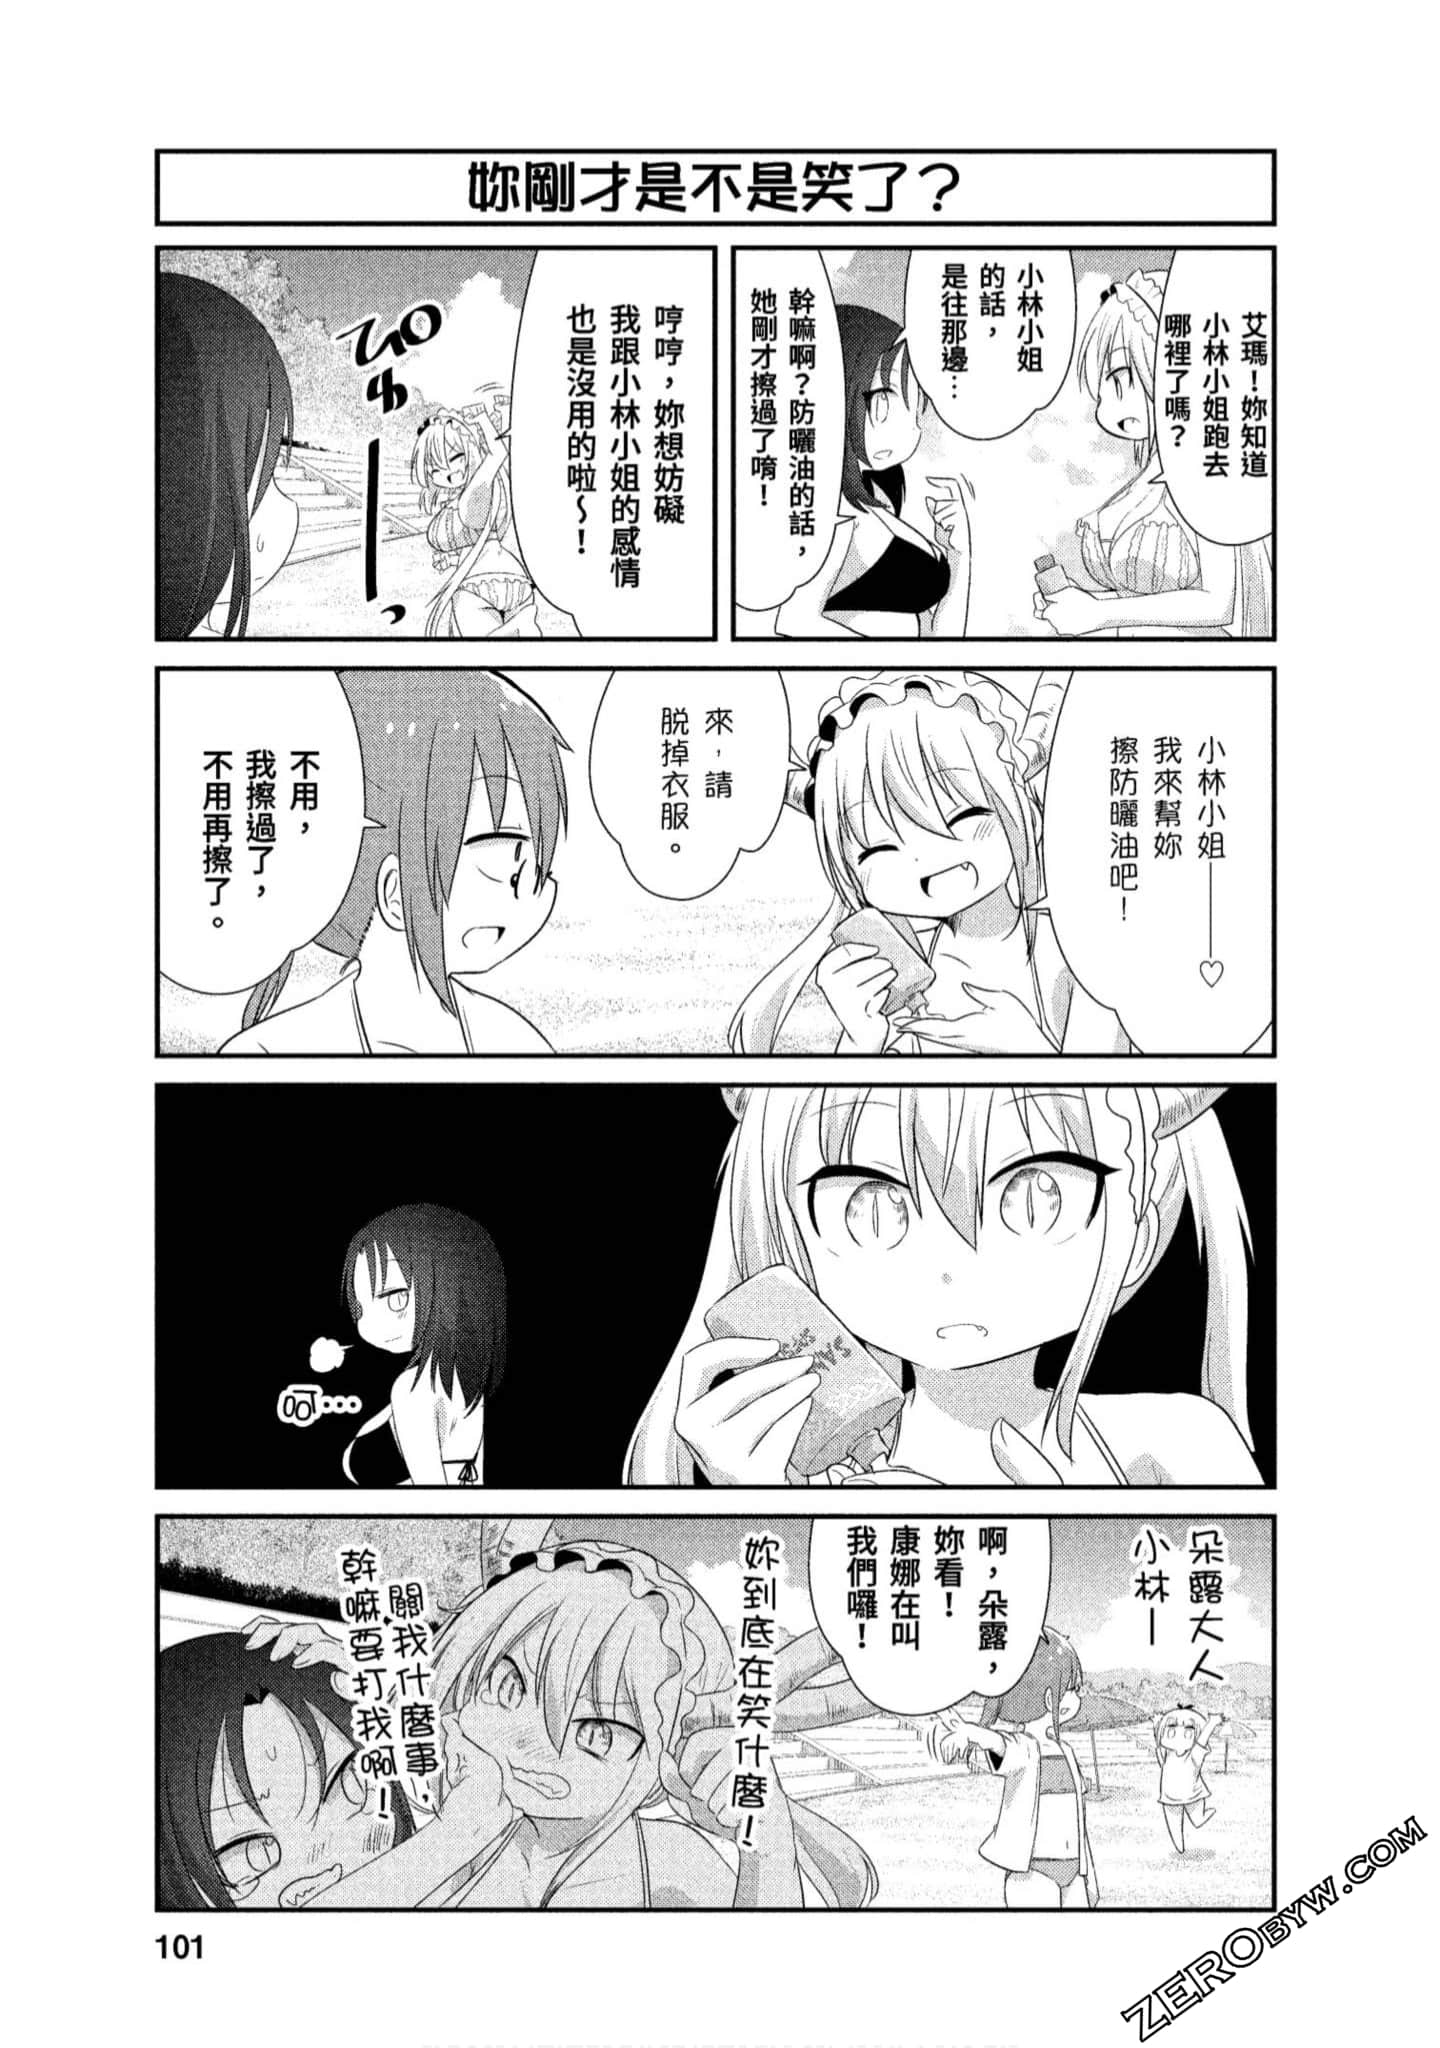 妳剛才是不是笑了？
艾瑪！妳知道
小林小姐跑去
哪裡了嗎？
小林小姐
的話，
是往那邊…
幹嘛啊？防曬油的話，
她剛才擦過了唷！
哼哼，妳想妨礙
我跟小林小姐的感情
也是沒用的啦～！
小林小姐——♡
我來幫妳
擦防曬油吧！
來，請
脫掉衣服。
不用，
我擦過了，
不用再擦了。
呵…
朵露大人
小林ー
啊，朵露，
妳看！
康娜在叫
我們囉！
妳到底在笑什麼！
關我什麼事，
幹嘛要打我啊！
101
ZEROBYW.COM